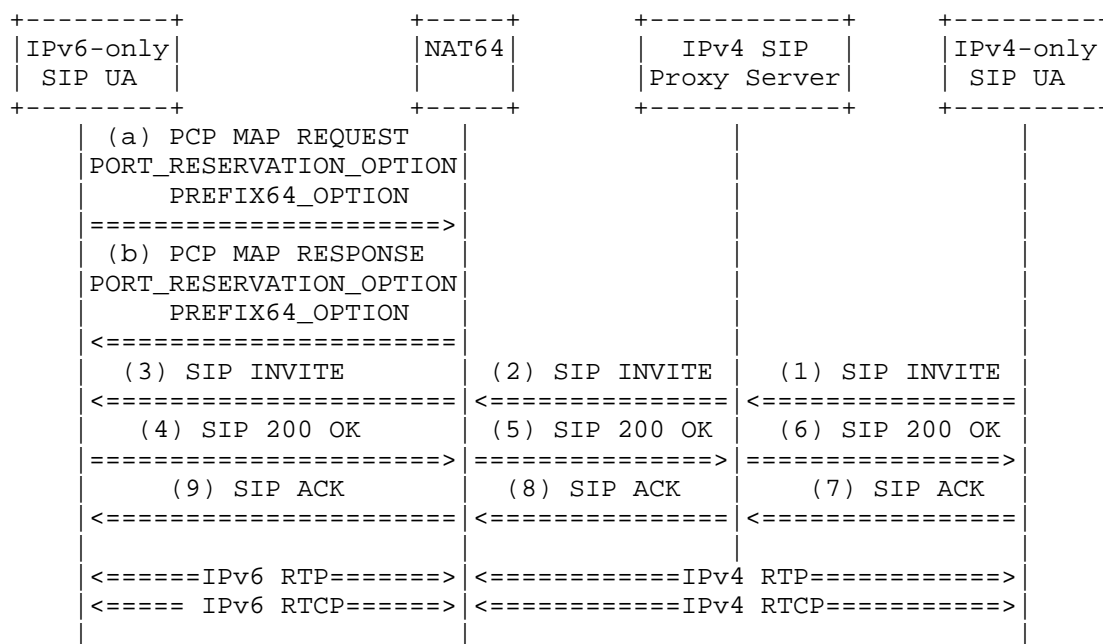 +---------+ +-----+ +------------+ +---------
|IPv6-only| |NAT64| | IPv4 SIP | |IPv4-only
| SIP UA | | | |Proxy Server| | SIP UA
+---------+ +-----+ +------------+ +---------
| (a) PCP MAP REQUEST | | |
|PORT_RESERVATION_OPTION| | |
| PREFIX64_OPTION | | |
|======================>| | |
| (b) PCP MAP RESPONSE | | |
|PORT_RESERVATION_OPTION| | |
| PREFIX64_OPTION | | |
|<======================| | |
| (3) SIP INVITE | (2) SIP INVITE | (1) SIP INVITE |
|<======================|<===============|<================|
| (4) SIP 200 OK | (5) SIP 200 OK | (6) SIP 200 OK |
|======================>|===============>|================>|
| (9) SIP ACK | (8) SIP ACK | (7) SIP ACK |
|<======================|<===============|<================|
| | | |
|<======IPv6 RTP=======>|<============IPv4 RTP============>|
|<===== IPv6 RTCP======>|<============IPv4 RTCP===========>|
| | |